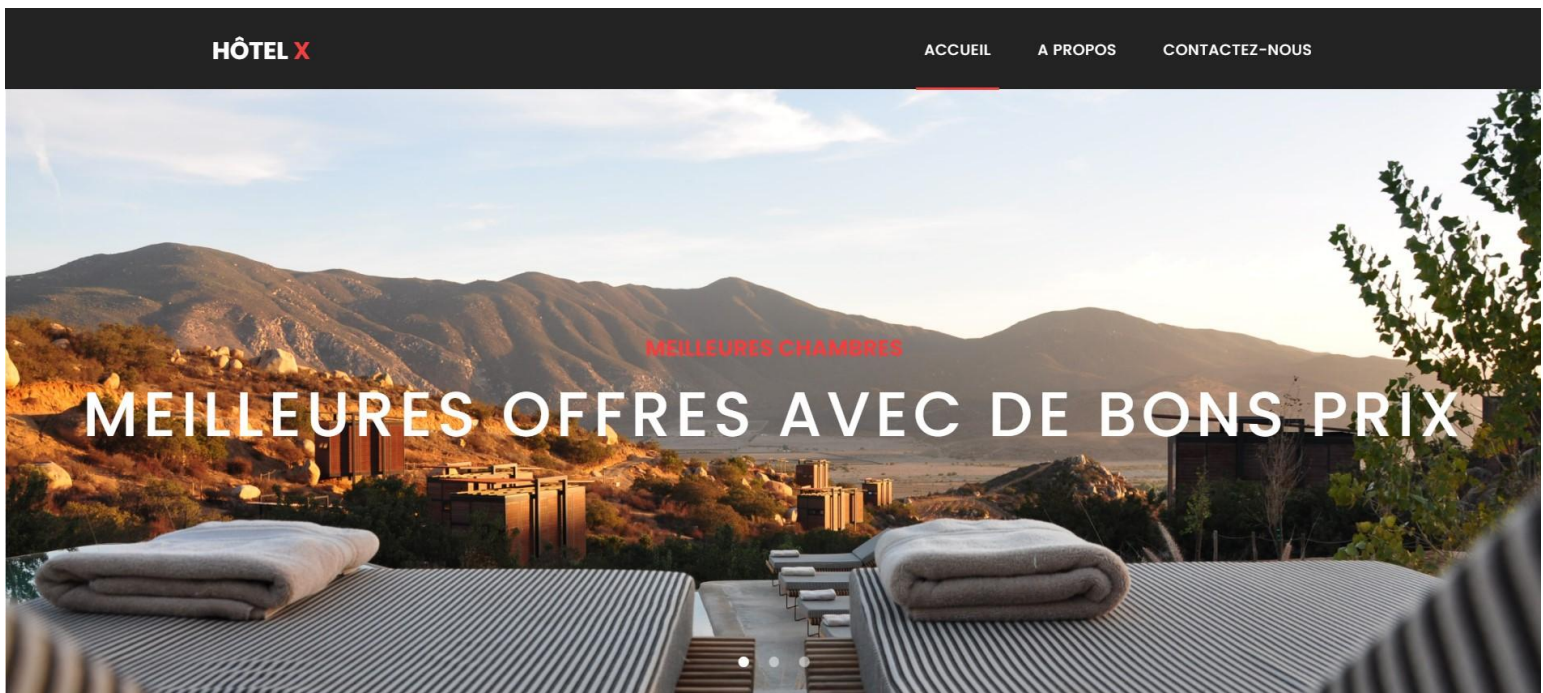 HÔTEL X
ACCUEIL A PROPOS CONTACTEZ-NOUS
MEILLEURES CHAMBRES
MEILLEURES OFFRES AVEC DE BONS PRIX